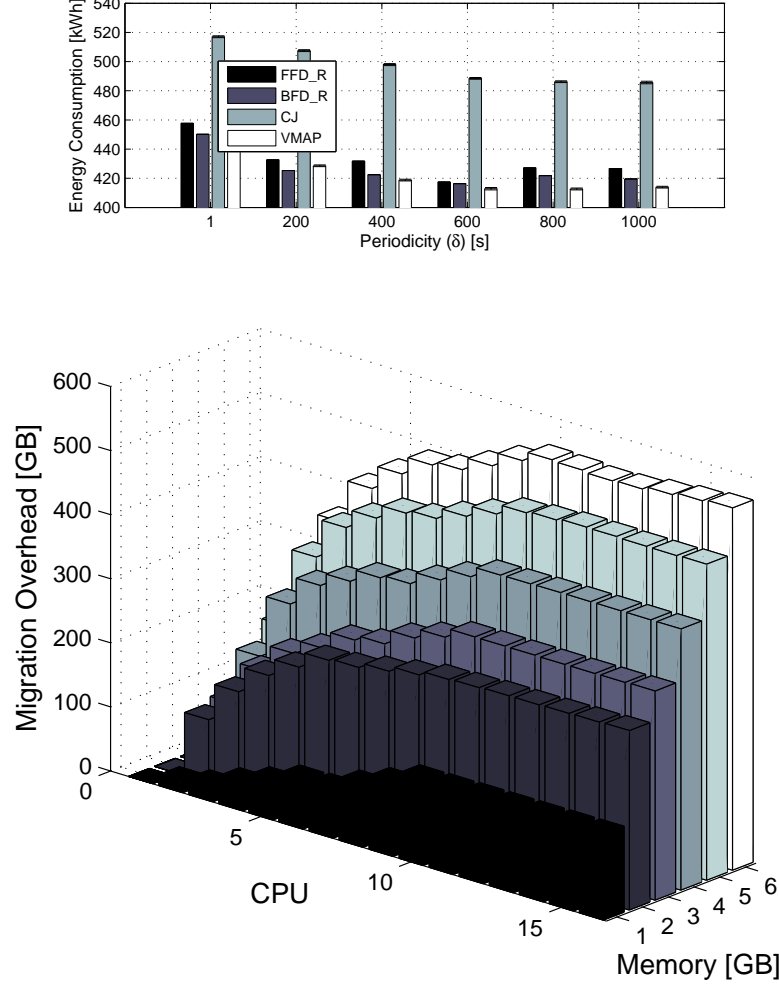 540
520
500
480
460
440
420
400
Energy Consumption [kWh]
FFD_R
BFD_R
CJ
VMAP
1 200 400 600 800 1000
Periodicity (δ) [s]
600
500
400
300
200
100
0
Migration Overhead [GB]
0
5
10
15
CPU
1
2
3
4
5
6
Memory [GB]